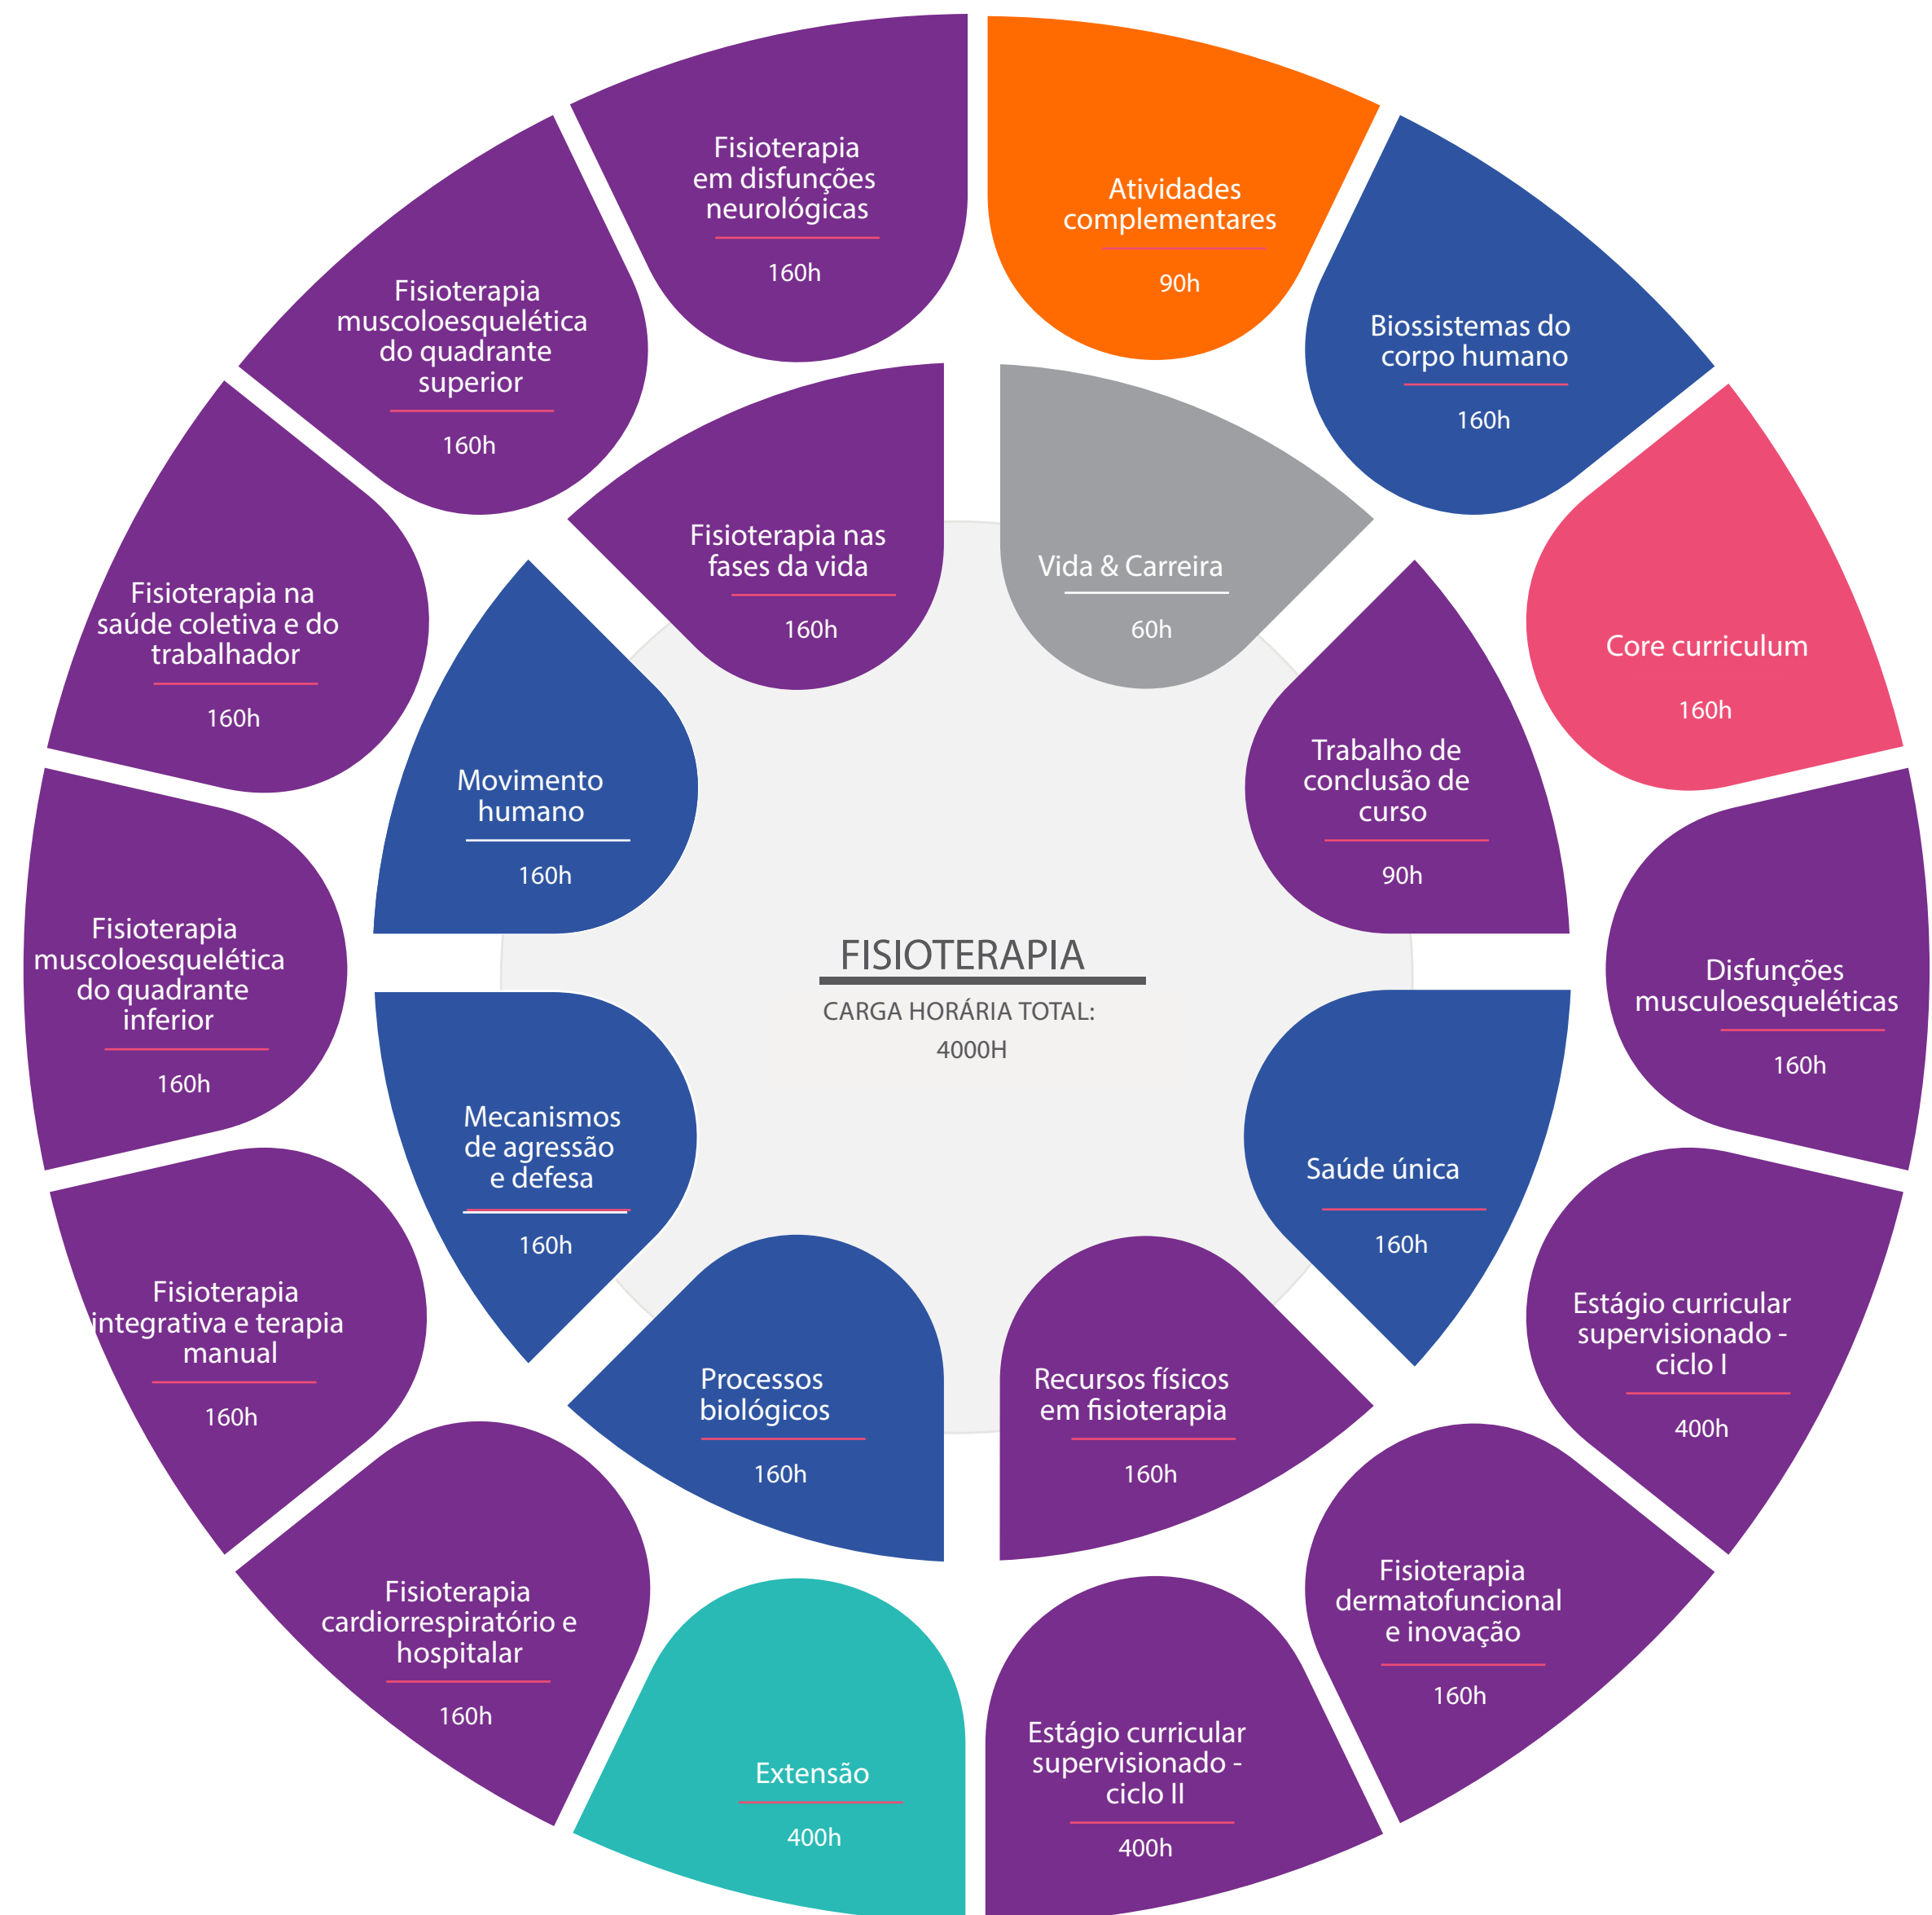 Fisioterapia
em disfunções
neurológicas
160h
Atividades
complementares
90h
Biossistemas do
corpo humano
160h
Core curriculum
160h
Disfunções
musculoesqueléticas
160h
Estágio curricular
supervisionado -
ciclo I
400h
Fisioterapia
dermatofuncional
e inovação
160h
Estágio curricular
supervisionado -
ciclo II
400h
Extensão
400h
Fisioterapia
cardiorrespiratório e
hospitalar
160h
Fisioterapia
integrativa e terapia
manual
160h
Fisioterapia
muscoloesquelética
do quadrante
inferior
160h
Fisioterapia na
saúde coletiva e do
trabalhador
160h
Fisioterapia
muscoloesquelética
do quadrante
superior
160h
Fisioterapia nas
fases da vida
160h
Vida & Carreira
60h
Trabalho de
conclusão de
curso
90h
Saúde única
160h
Recursos físicos
em fisioterapia
160h
Processos
biológicos
160h
Mecanismos
de agressão
e defesa
160h
Movimento
humano
160h
FISIOTERAPIA
CARGA HORÁRIA TOTAL:
4000H